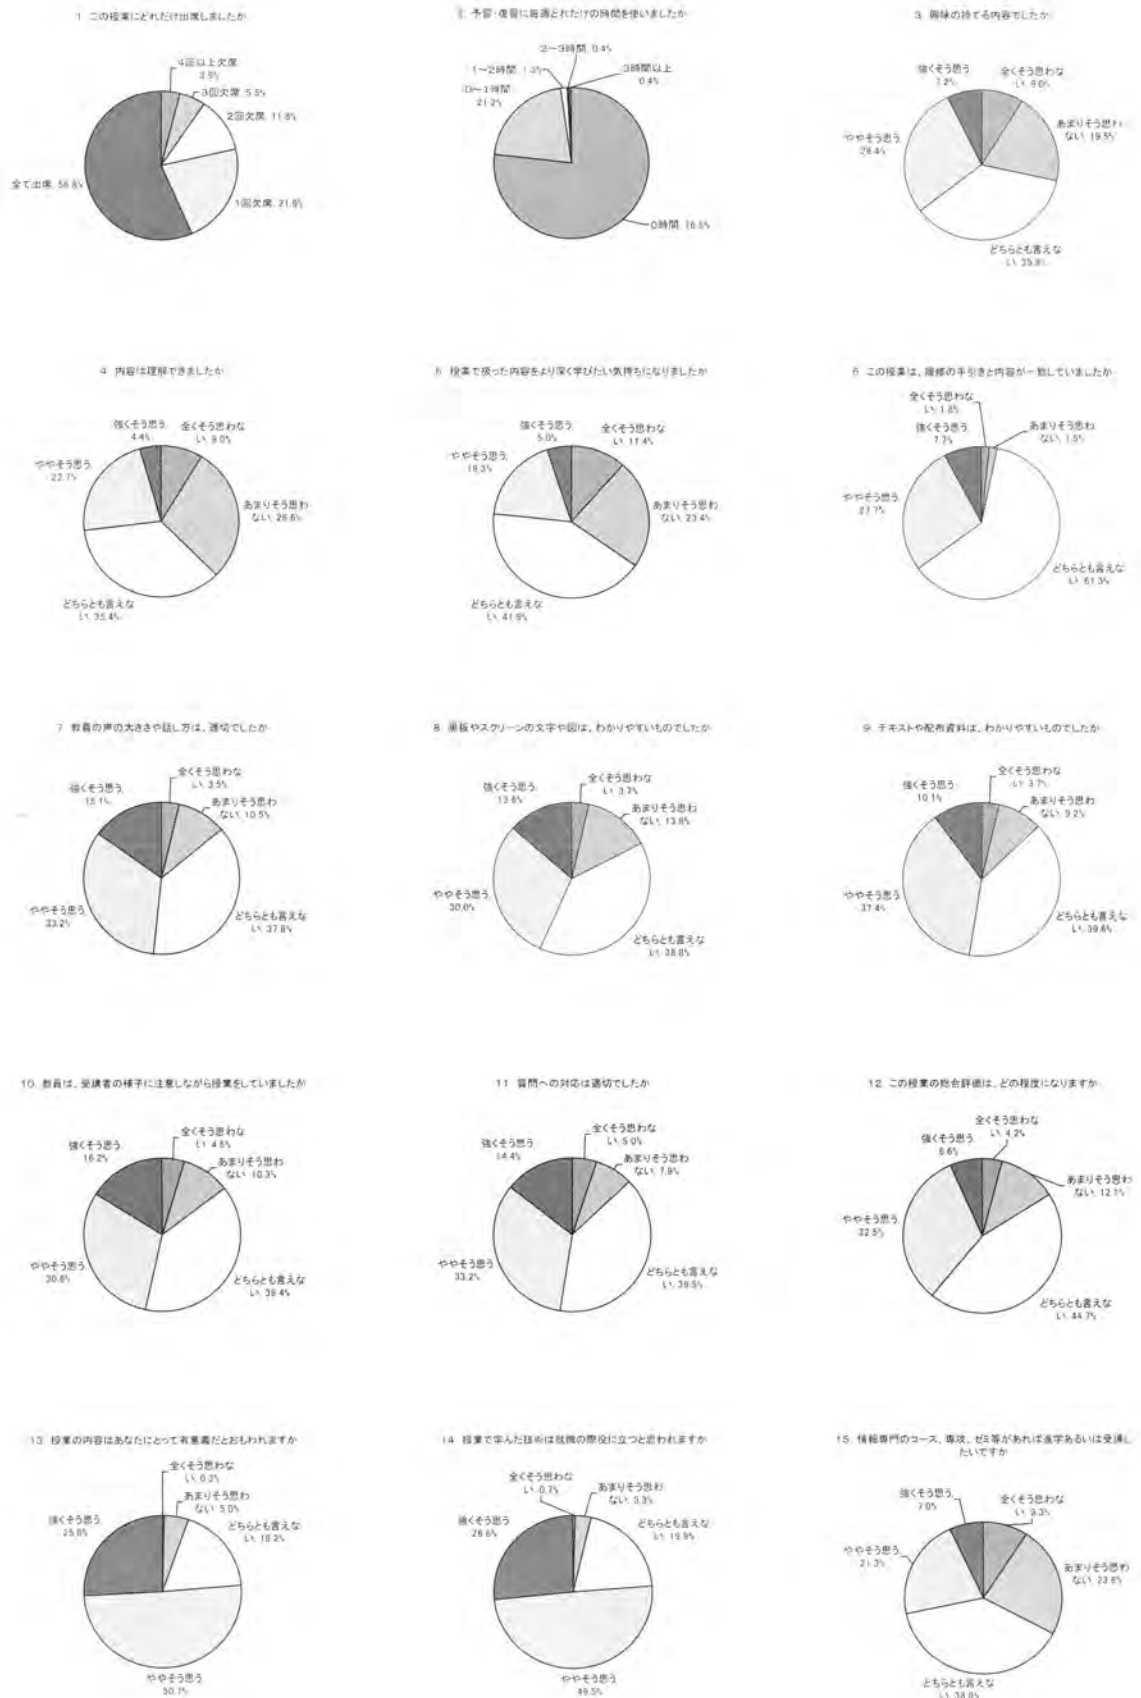 1. この授業にどれだけ出席しましたか
4回以上欠席
3回欠席, 5.5%
2回欠席, 11.8%
全て出席,
1回欠席,
2. 予習・復習に毎週どれだけの時間を使いましたか
2〜3時間, 0.4%
1〜2時間,
3時間以上
0.4%
0〜1時間
21.2%
0時間,
3. 興味の持てる内容でしたか
強くそう思う
7.2%
全くそう思わな
い, 9.0%
あまりそう思わ
ない, 19.5%
ややそう思う
28.4%
どちらとも言えな
い,
4. 内容は理解できましたか
強くそう思う
4.4%
全くそう思わな
い, 9.0%
ややそう思う
22.7%
あまりそう思わ
ない,
どちらとも言えな
い, 35.4%
5. 授業で扱った内容をより深く学びたい気持ちになりましたか
強くそう思う
5.0%
全くそう思わな
い, 11.4%
ややそう思う
18.3%
あまりそう思わ
ない, 23.4%
どちらとも言えな
い, 41.9%
6. この授業は、履修の手引きと内容が一致していましたか
全くそう思わな
い, 1.8%
強くそう思う
7.7%
あまりそう思わ
ない, 1.5%
ややそう思う
27.7%
どちらとも言えな
い, 61.3%
7. 教員の声の大きさや話し方は、適切でしたか
全くそう思わな
い, 3.5%
強くそう思う
15.1%
あまりそう思わ
ない, 10.5%
ややそう思う
33.2%
どちらとも言えな
い, 37.8%
8. 黒板やスクリーンの文字や図は、わかりやすいものでしたか
全くそう思わな
い, 3.7%
強くそう思う
13.6%
あまりそう思わ
ない, 13.8%
ややそう思う
どちらとも言えな
い, 38.8%
9. テキストや配布資料は、わかりやすいものでしたか
全くそう思わな
い, 3.7%
強くそう思う
10.1%
あまりそう思わ
ない, 9.2%
ややそう思う
37.4%
どちらとも言えな
い, 39.6%
10. 教員は、受講者の様子に注意しながら授業をしていましたか
全くそう思わな
い,
強くそう思う
16.2%
あまりそう思わ
ない, 10.3%
ややそう思う
どちらとも言えな
い, 38.4%
11. 質問への対応は適切でしたか
全くそう思わな
い, 5.0%
強くそう思う
14.4%
あまりそう思わ
ない, 7.9%
ややそう思う
33.2%
どちらとも言えな
い, 39.5%
12. この授業の総合評価は、どの程度になりますか
全くそう思わな
い, 4.2%
強くそう思う
6.6%
あまりそう思わ
ない, 12.1%
ややそう思う
32.5%
どちらとも言えな
い, 44.7%
13. 授業の内容はあなたにとって有意義だとおもわれますか
全くそう思わな
い, 0.2%
あまりそう思わ
ない, 5.0%
強くそう思う
25.8%
どちらとも言えな
い, 18.2%
ややそう思う
50.7%
14. 授業で学んだ技術は就職の際役に立つと思われますか
全くそう思わな
い, 0.7%
あまりそう思わ
ない, 3.3%
強くそう思う
26.6%
どちらとも言えな
い, 19.9%
ややそう思う
49.5%
15. 情報専門のコース、専攻、ゼミ等があれば進学あるいは受講し
たいですか
強くそう思う
7.0%
全くそう思わな
い, 9.3%
ややそう思う
21.3%
あまりそう思わ
ない, 23.6%
どちらとも言えな
い, 38.8%